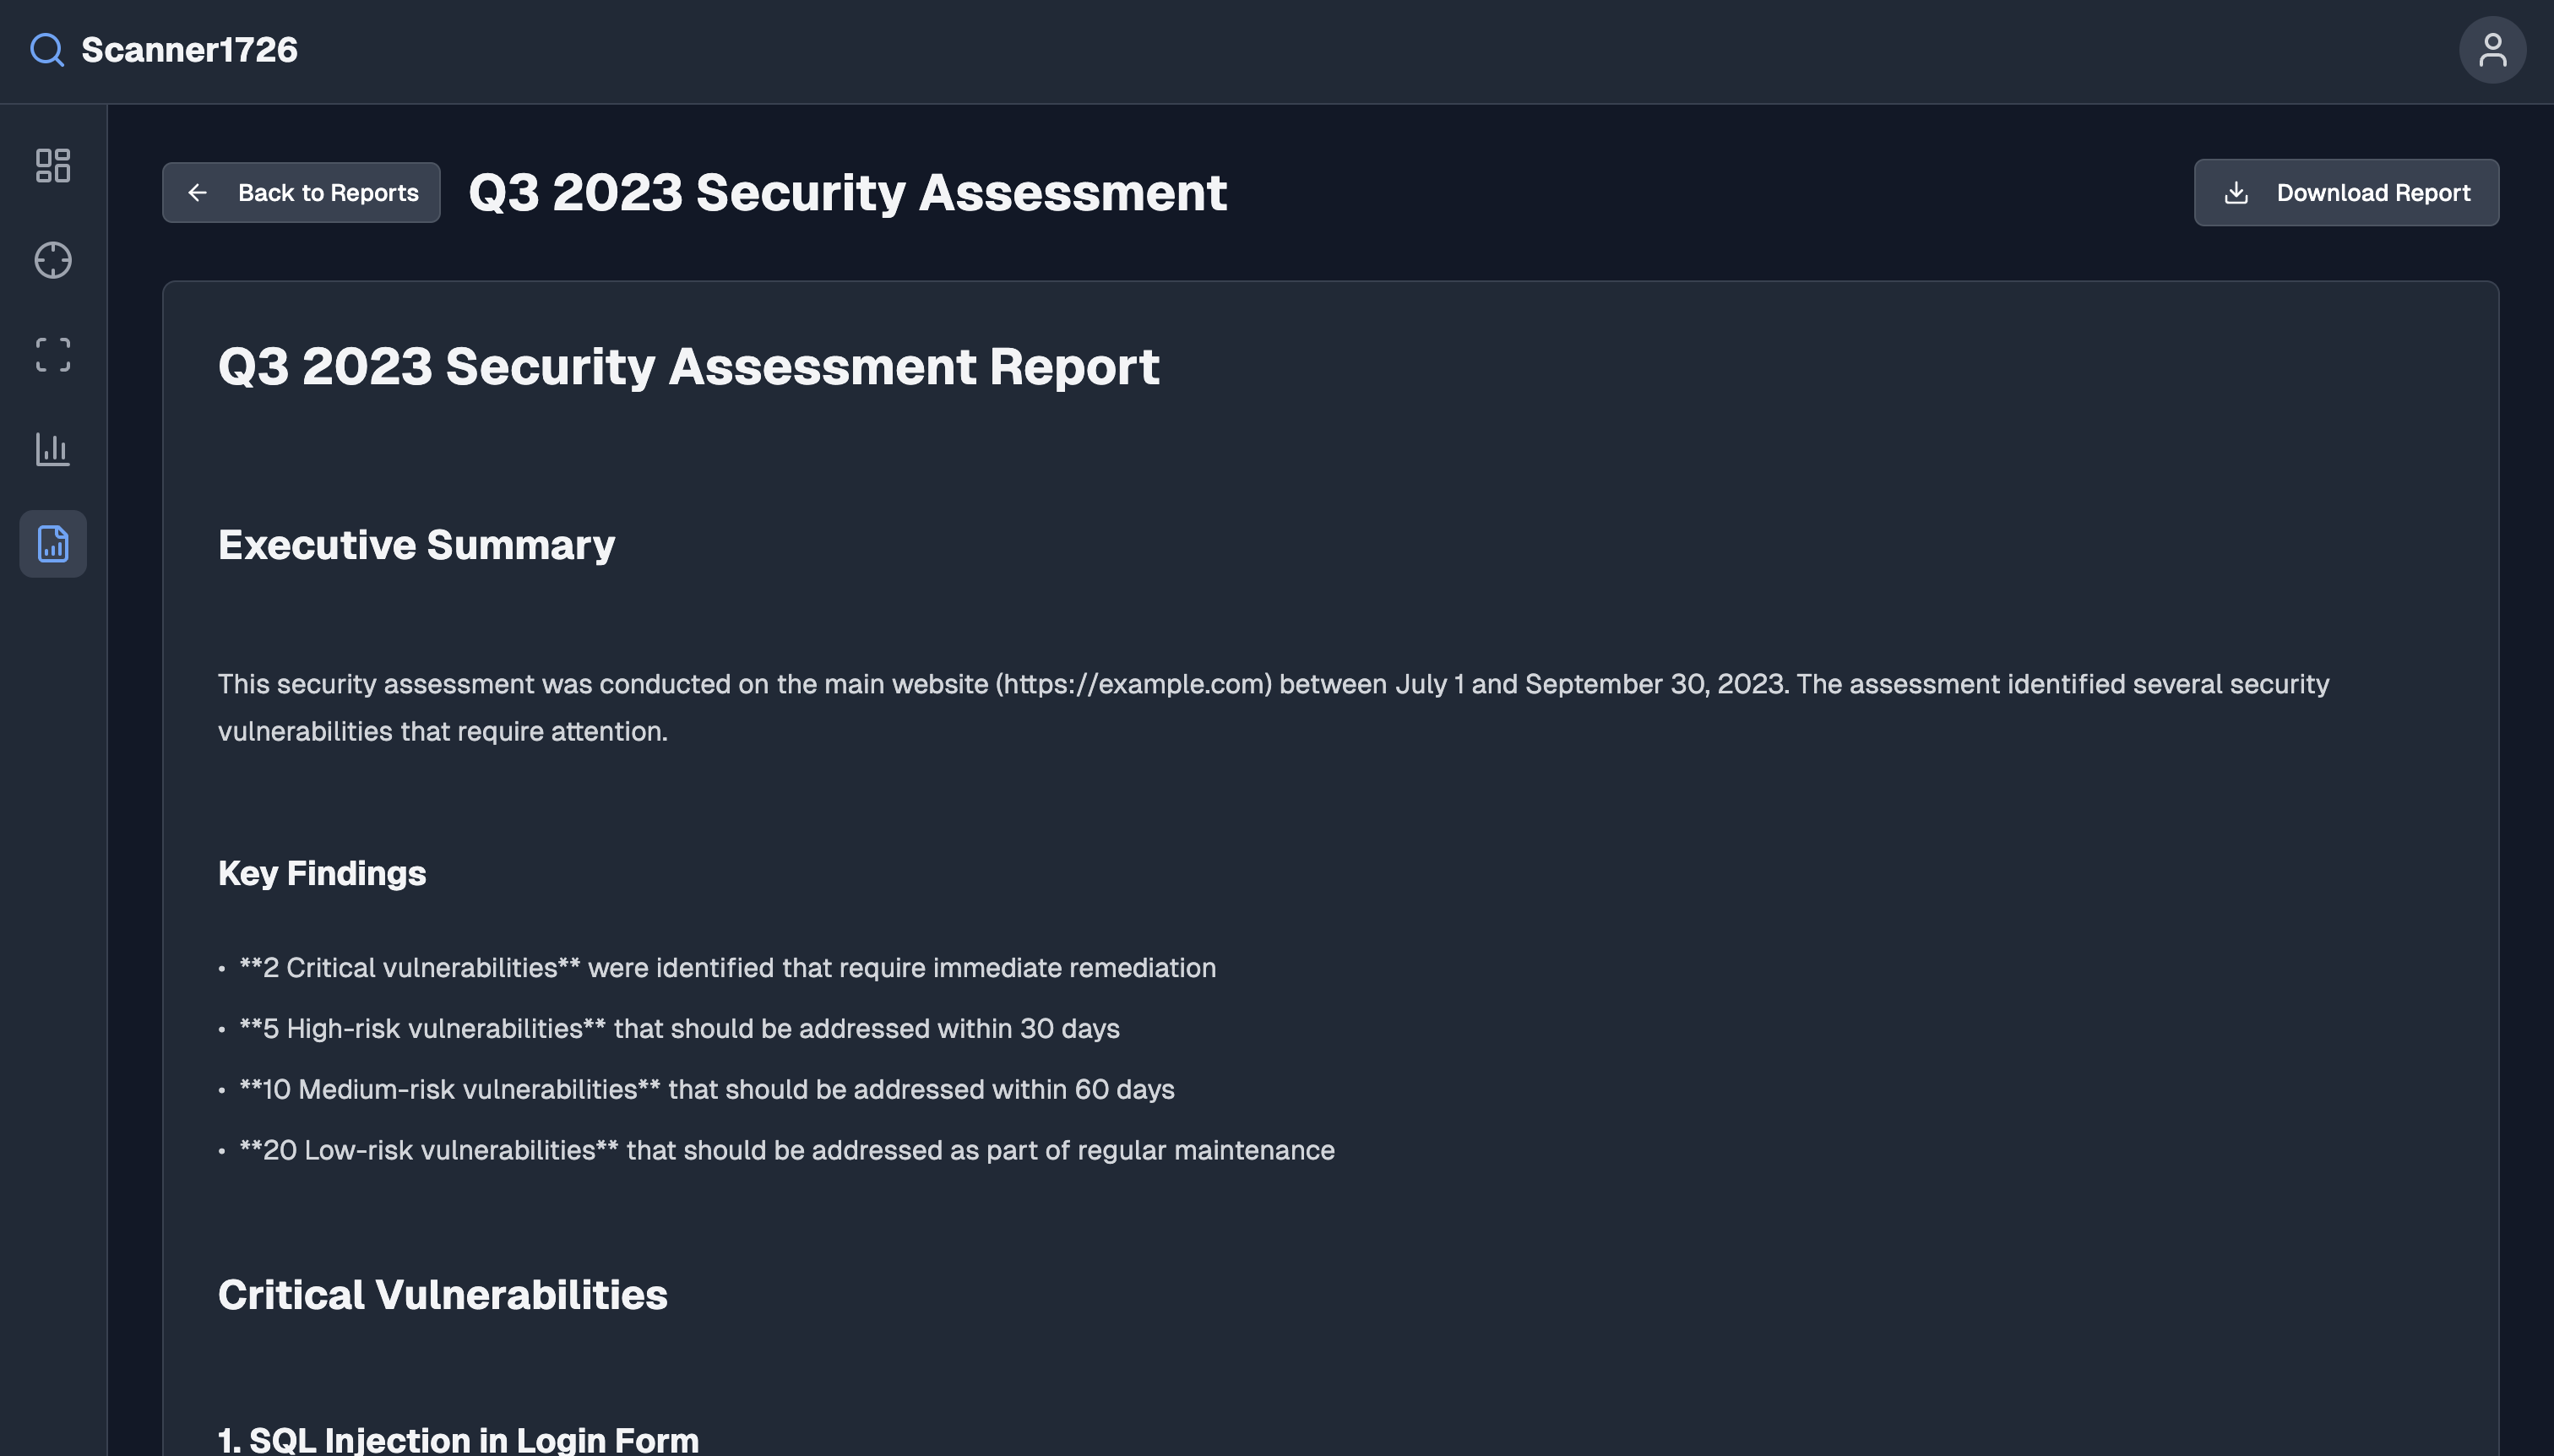 Scanner1726
Back to Reports
Q3 2023 Security Assessment
Download Report
Q3 2023 Security Assessment Report
Executive Summary
This security assessment was conducted on the main website (https://example.com) between July 1 and September 30, 2023. The assessment identified several security
vulnerabilities that require attention.
Key Findings
• **2 Critical vulnerabilities** were identified that require immediate remediation
• **5 High-risk vulnerabilities** that should be addressed within 30 days
• **10 Medium-risk vulnerabilities** that should be addressed within 60 days
• **20 Low-risk vulnerabilities** that should be addressed as part of regular maintenance
Critical Vulnerabilities
1. SQL Injection in Login Form